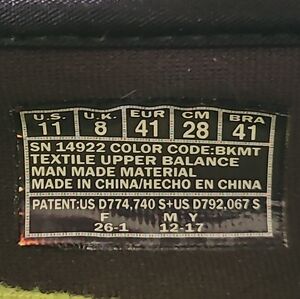 U.S. U.K. EUR CM BRA
11 8 41 28 41
SN 14922 COLOR CODE:BKMT
TEXTILE UPPER BALANCE
MAN MADE MATERIAL
MADE IN CHINA/HECHO EN CHINA
PATENT:US D774,740 S+US D792,067 S
F M Y
26-1 12-17